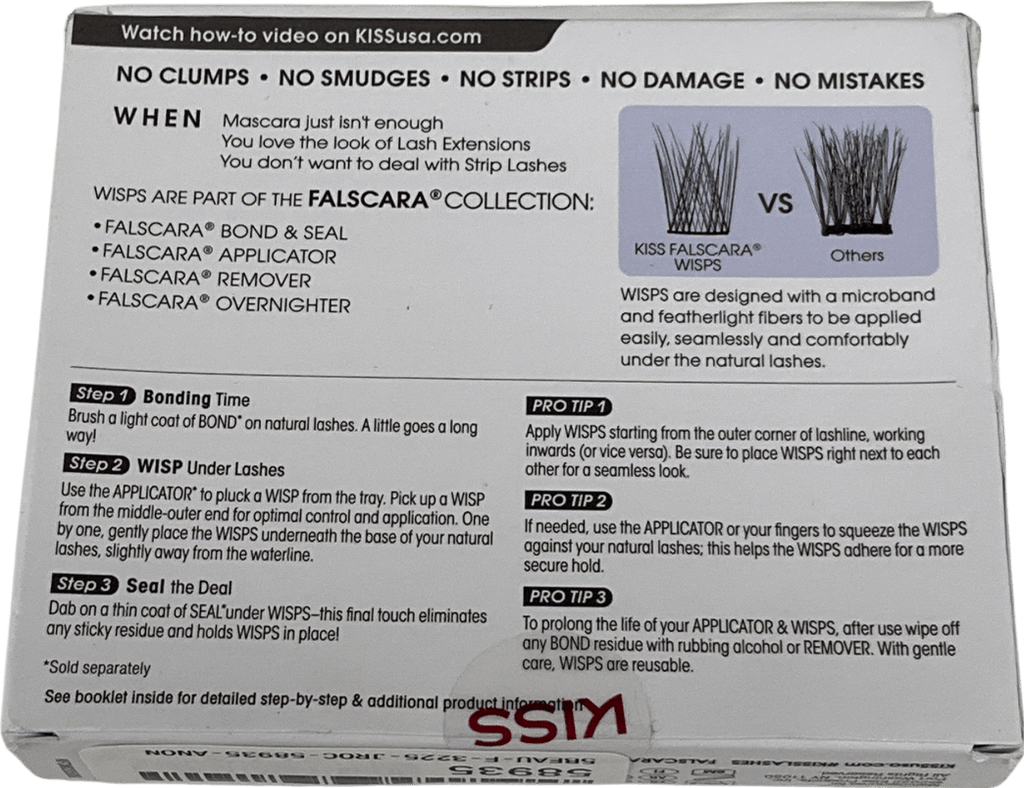 Watch how-to video on KISSusa.com
NO CLUMPS • NO SMUDGES • NO STRIPS • NO DAMAGE • NO MISTAKES
WHEN Mascara just isn't enough
You love the look of Lash Extensions
You don't want to deal with Strip Lashes
WISPS ARE PART OF THE FALSCARA® COLLECTION:
• FALSCARA® BOND & SEAL
• FALSCARA® APPLICATOR
• FALSCARA® REMOVER
• FALSCARA® OVERNIGHTER
VS
KISS FALSCARA®
WISPS
Others
WISPS are designed with a microband
and featherlight fibers to be applied
easily, seamlessly and comfortably
under the natural lashes.
Step 1 Bonding Time
Brush a light coat of BOND* on natural lashes. A little goes a long
way!
Step 2 WISP Under Lashes
Use the APPLICATOR* to pluck a WISP from the tray. Pick up a WISP
from the middle-outer end for optimal control and application. One
by one, gently place the WISPS underneath the base of your natural
lashes, slightly away from the waterline.
Step 3 Seal the Deal
Dab on a thin coat of SEAL*under WISPS–this final touch eliminates
any sticky residue and holds WISPS in place!
*Sold separately
See booklet inside for detailed step-by-step & additional product information
PRO TIP 1
Apply WISPS starting from the outer corner of lashline, working
inwards (or vice versa). Be sure to place WISPS right next to each
other for a seamless look.
PRO TIP 2
If needed, use the APPLICATOR or your fingers to squeeze the WISPS
against your natural lashes; this helps the WISPS adhere for a more
secure hold.
PRO TIP 3
To prolong the life of your APPLICATOR & WISPS, after use wipe off
any BOND residue with rubbing alcohol or REMOVER. With gentle
care, WISPS are reusable.
KISS
58935
5BEAU-F-3225-JROC 58935-ANON
KISSusa.com #KISSLASHES
All Rights Reserved